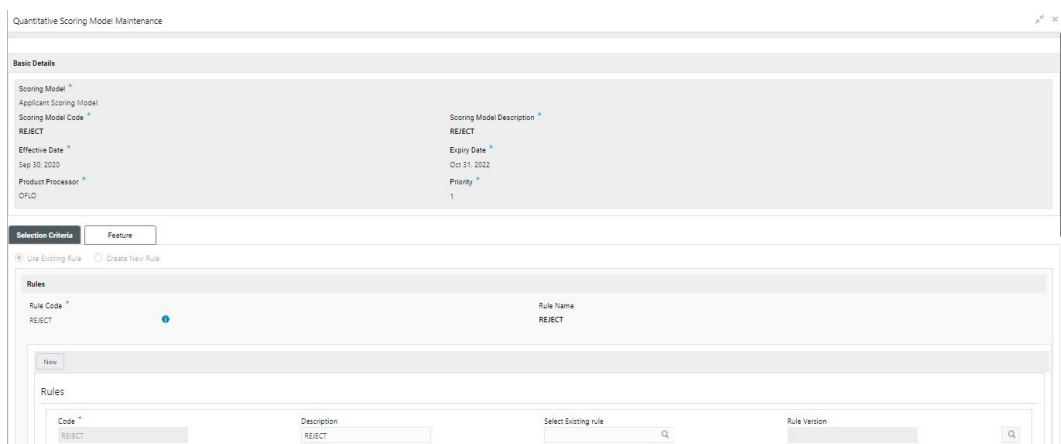 Quantitative Scoring Model Maintenance
Basic Details
Scoring Model *
Applicant Scoring Model
Scoring Model Code * Scoring Model Description *
REJECT REJECT
Effective Date * Expiry Date *
Sep 30, 2020 Oct 31, 2022
Product Processor * Priority *
OFLO 1
Selection Criteria Feature
Use Existing Rule Create New Rule
Rules
Rule Code * Rule Name
REJECT REJECT
New
Rules
Code * Description Select Existing rule Rule Version
REJECT REJECT